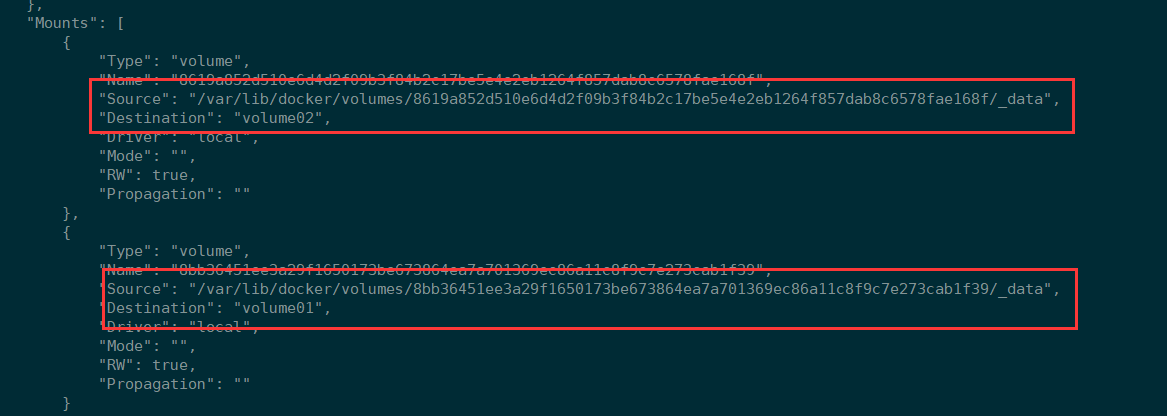 },
"Mounts": [
{
"Type": "volume",
"Name": "8619a852d510e6d4d2f09b3f84b2c17be5e4e2eb1264f857dab8c6578fae168f",
"Source": "/var/lib/docker/volumes/8619a852d510e6d4d2f09b3f84b2c17be5e4e2eb1264f857dab8c6578fae168f/_data",
"Destination": "volume02",
"Driver": "local",
"Mode": "",
"RW": true,
"Propagation": ""
},
{
"Type": "volume",
"Name": "8bb36451ee3a29f1650173be673864ea7a701369ec86a11c8f9c7e273cab1f39",
"Source": "/var/lib/docker/volumes/8bb36451ee3a29f1650173be673864ea7a701369ec86a11c8f9c7e273cab1f39/_data",
"Destination": "volume01",
"Driver": "local",
"Mode": "",
"RW": true,
"Propagation": ""
}